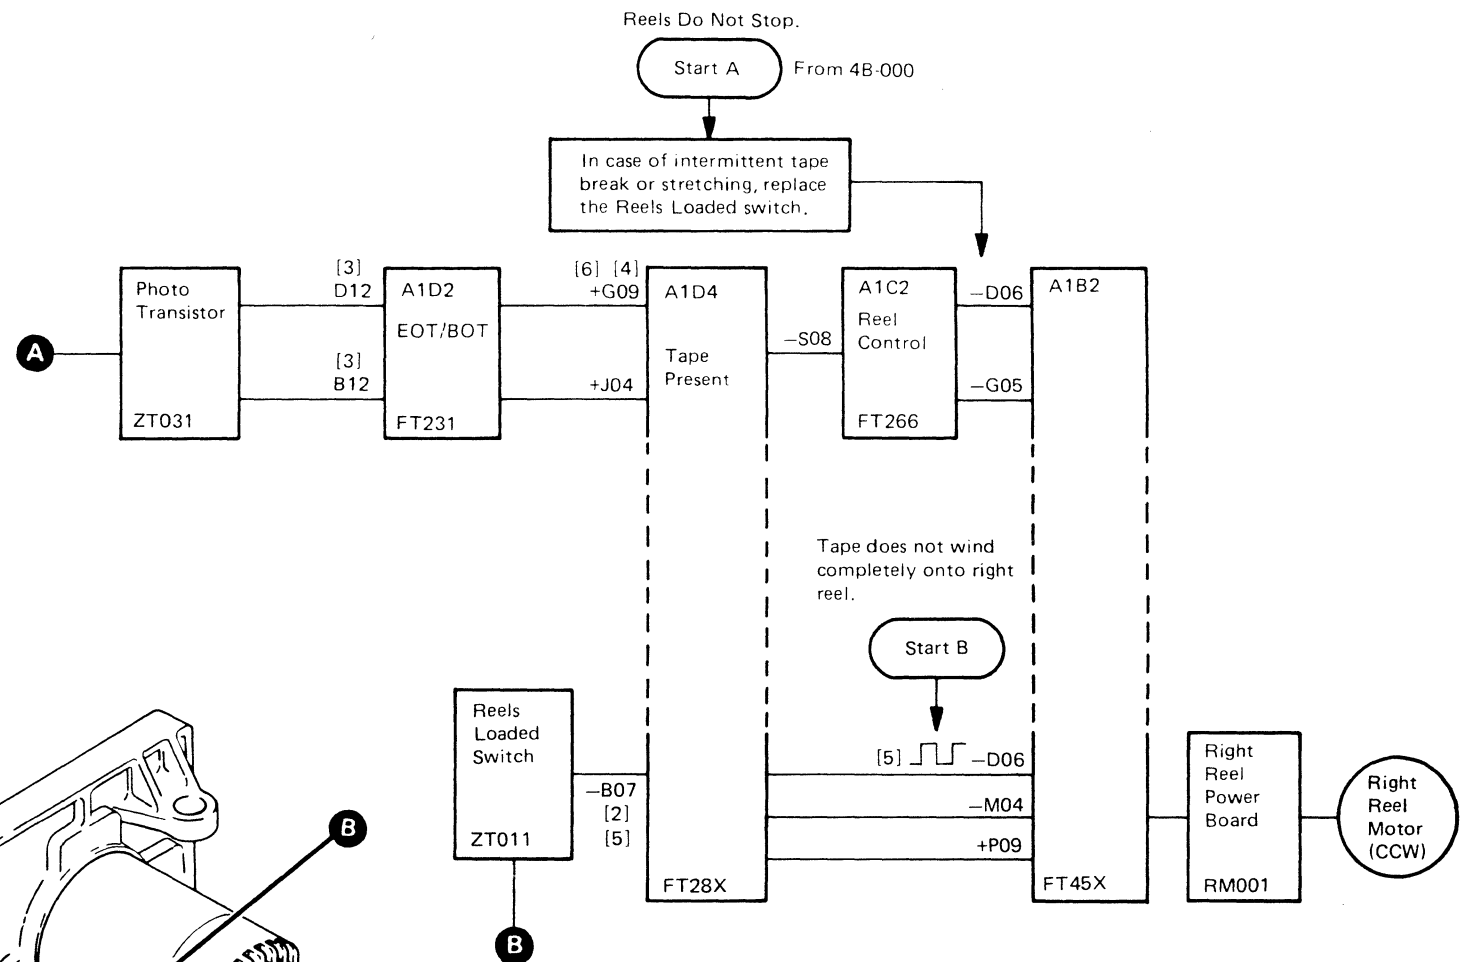 Reels Do Not Stop.
Start A
From 4B-000
In case of intermittent tape
break or stretching, replace
the Reels Loaded switch.
A
Photo
Transistor
ZT031
[3]
D12
[3]
B12
A1D2
EOT/BOT
FT231
[6] [4]
+G09
+J04
A1D4
Tape
Present
—S08
A1C2
Reel
Control
FT266
—D06
—G05
A1B2
Tape does not wind
completely onto right
reel.
Start B
Reels
Loaded
Switch
ZT011
—B07
[2]
[5]
B
B
FT28X
[5]
—D06
—M04
+P09
FT45X
Right
Reel
Power
Board
RM001
Right
Reel
Motor
(CCW)